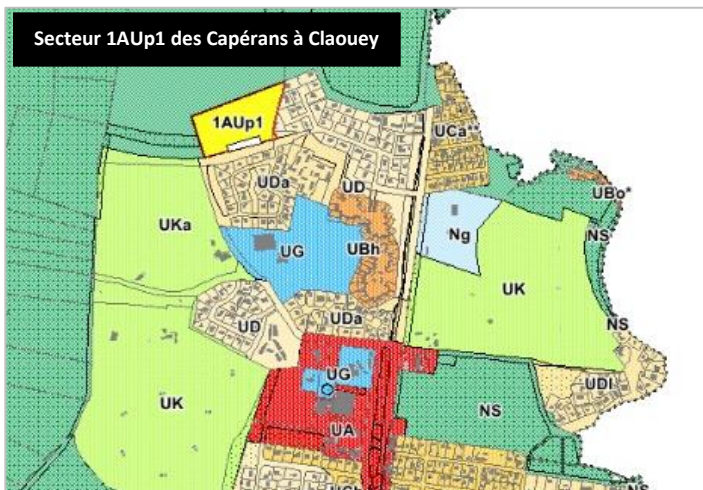 Secteur 1AUp1 des Capérans à Claouey
1AUp1
UCa**
UDa
UD
UBo*
UKa
UG
UBh
Ng
NS
UK
UD
UDa
NS
UG
UDl
UK
NS
UA